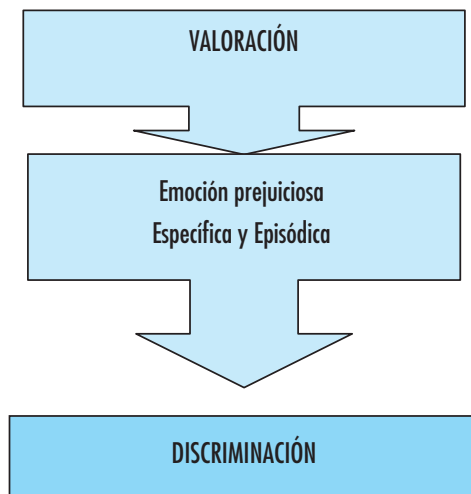 VALORACIÓN
Emoción prejuiciosa
Específica y Episódica
DISCRIMINACIÓN